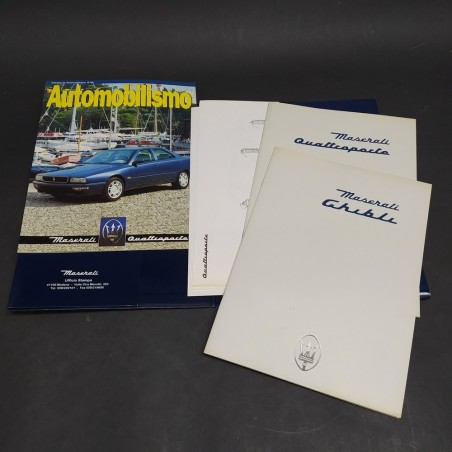 Automobilismo
Maserati Quattroporte
Maserati
Ufficio Stampa
Quattroporte
Maserati
Quattroporte
Maserati
Ghibli